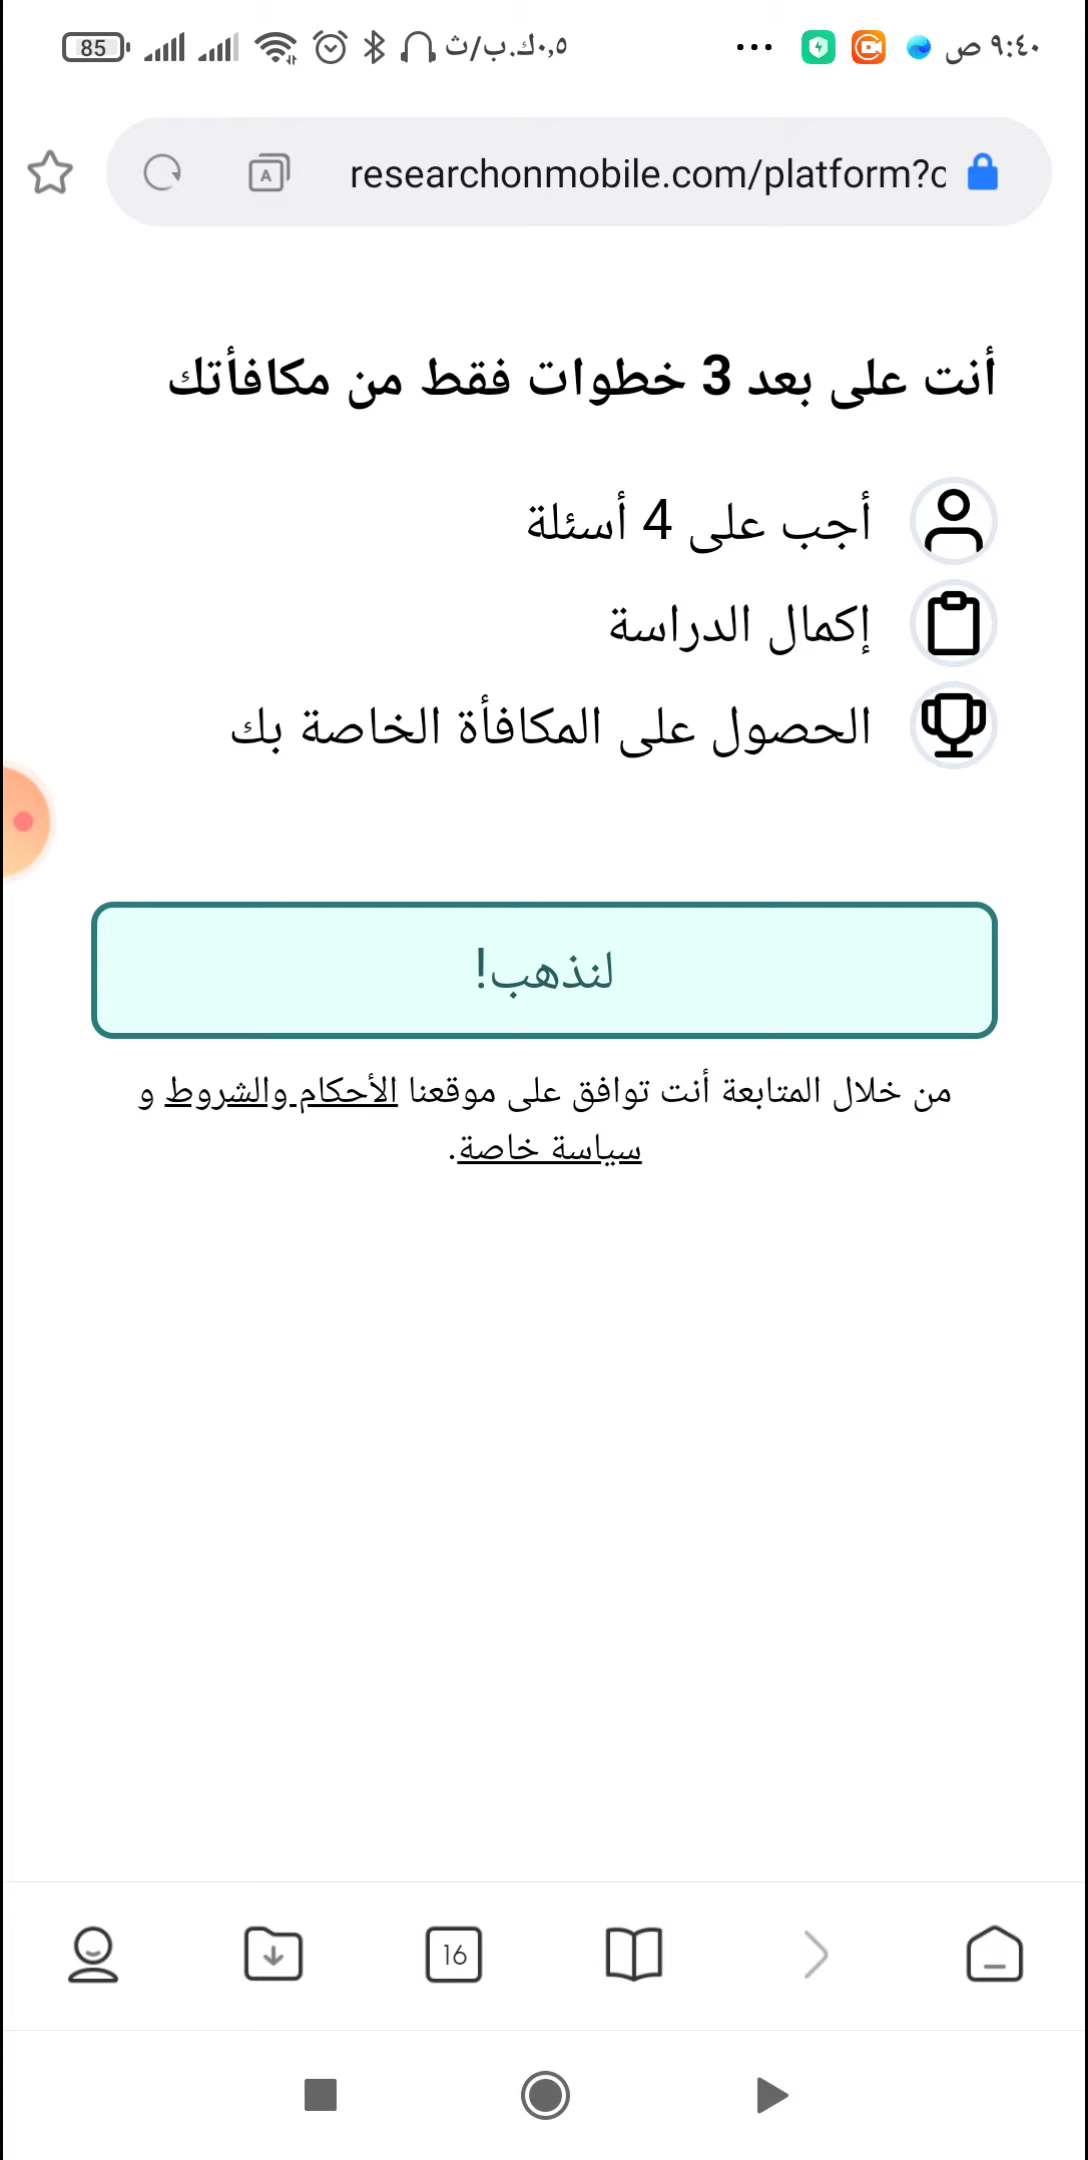 ٩:٤٠ ص
٠,٥ك.ب/ث
85
researchonmobile.com/platform?c
A
أنت على بعد 3 خطوات فقط من مكافأتك
أجب على 4 أسئلة
إكمال الدراسة
الحصول على المكافأة الخاصة بك
لنذهب!
من خلال المتابعة أنت توافق على موقعنا الأحكام والشروط و
سياسة خاصة.
16